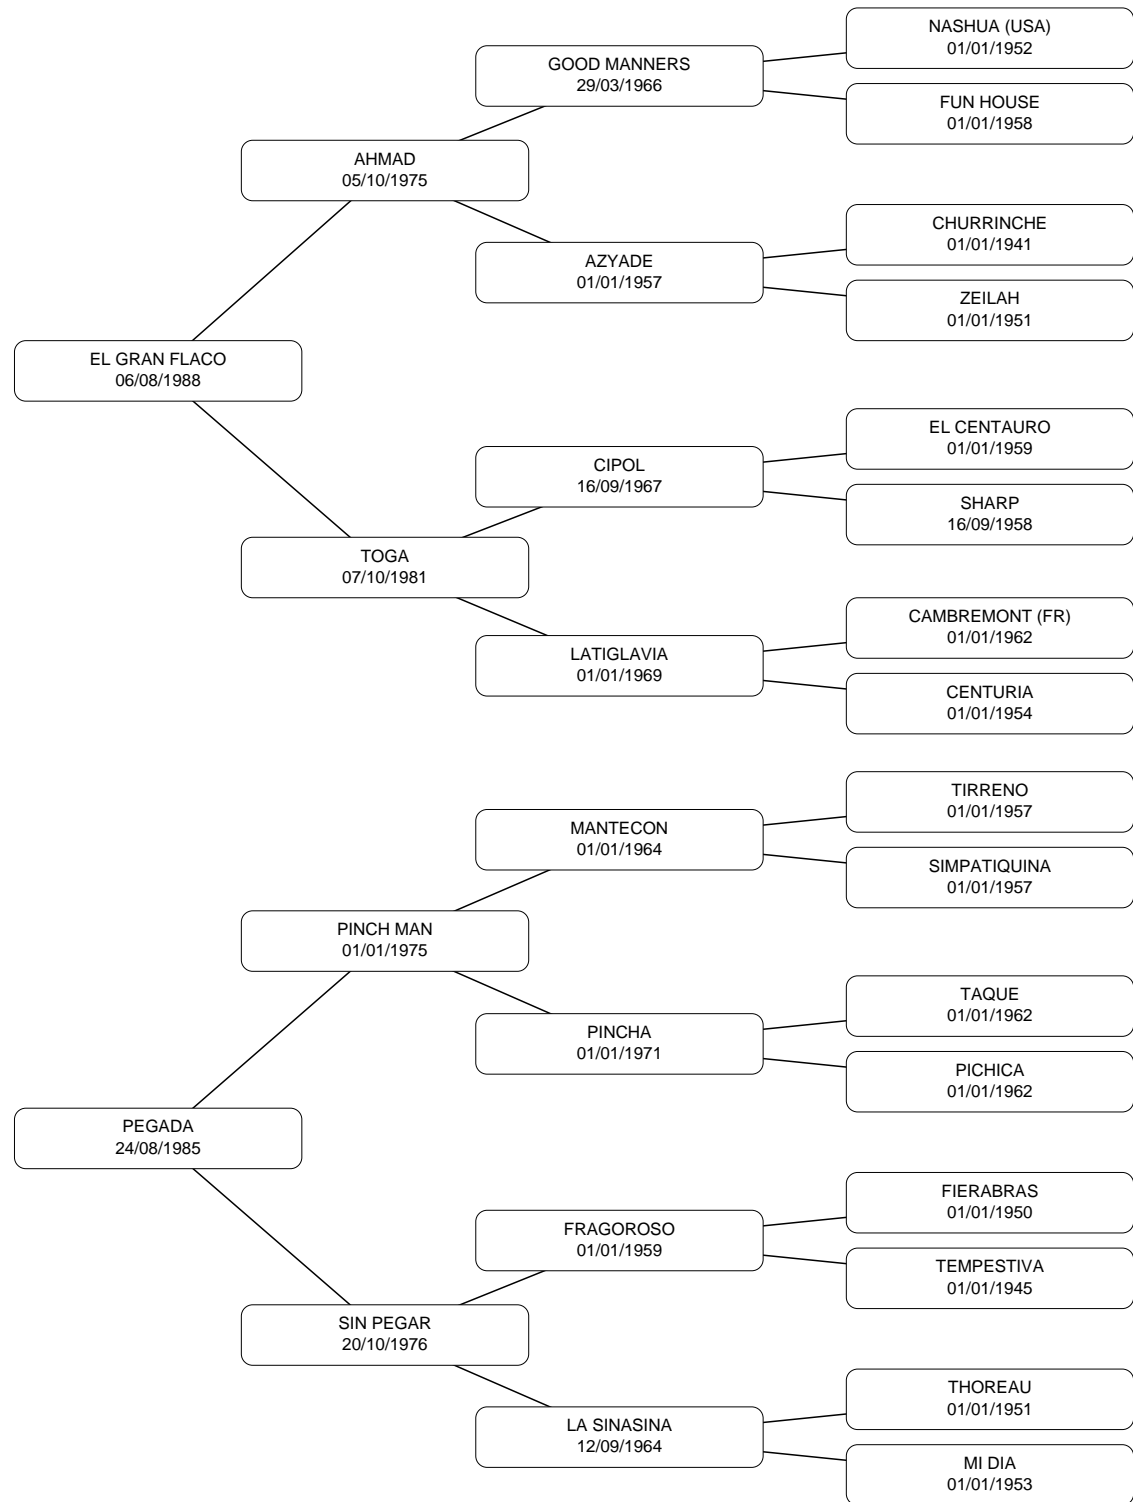 NASHUA (USA)
01/01/1952
GOOD MANNERS
29/03/1966
FUN HOUSE
01/01/1958
AHMAD
05/10/1975
CHURRINCHE
01/01/1941
AZYADE
01/01/1957
ZEILAH
01/01/1951
EL GRAN FLACO
06/08/1988
EL CENTAURO
01/01/1959
CIPOL
16/09/1967
SHARP
16/09/1958
TOGA
07/10/1981
CAMBREMONT (FR)
01/01/1962
LATIGLAVIA
01/01/1969
CENTURIA
01/01/1954
TIRRENO
01/01/1957
MANTECON
01/01/1964
SIMPATIQUINA
01/01/1957
PINCH MAN
01/01/1975
TAQUE
01/01/1962
PINCHA
01/01/1971
PICHICA
01/01/1962
PEGADA
24/08/1985
FIERABRAS
01/01/1950
FRAGOROSO
01/01/1959
TEMPESTIVA
01/01/1945
SIN PEGAR
20/10/1976
THOREAU
01/01/1951
LA SINASINA
12/09/1964
MI DIA
01/01/1953